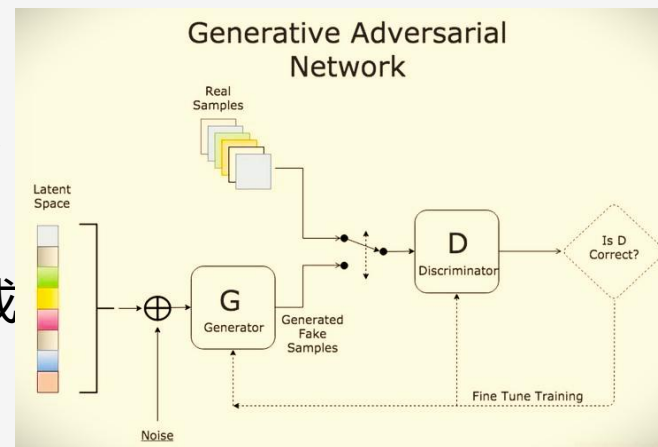 Generative Adversarial
Network
Real
Samples
Latent
Space
G
Generator
Generated
Fake
Samples
D
Discriminator
Is D
Correct?
Fine Tune Training
Noise